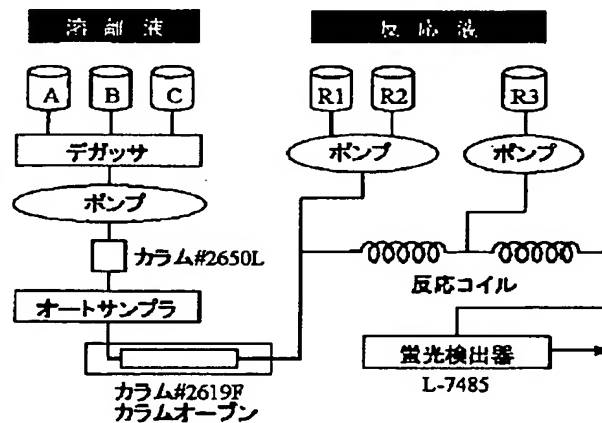 溶離液
反応液
A B C
R1 R2 R3
デガッサ
ポンプ
ポンプ
ポンプ
カラム#2650L
反応コイル
オートサンプラ
蛍光検出器
L-7485
カラム#2619F
カラムオーブン